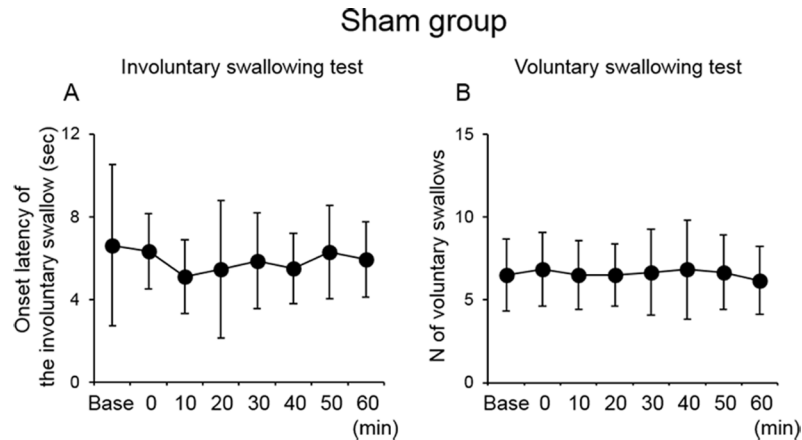 Sham group
Involuntary swallowing test
A
Onset latency of
the involuntary swallow (sec)
12
8
4
0
Base 0 10 20 30 40 50 60
(min)
Voluntary swallowing test
B
N of voluntary swallows
15
10
5
0
Base 0 10 20 30 40 50 60
(min)